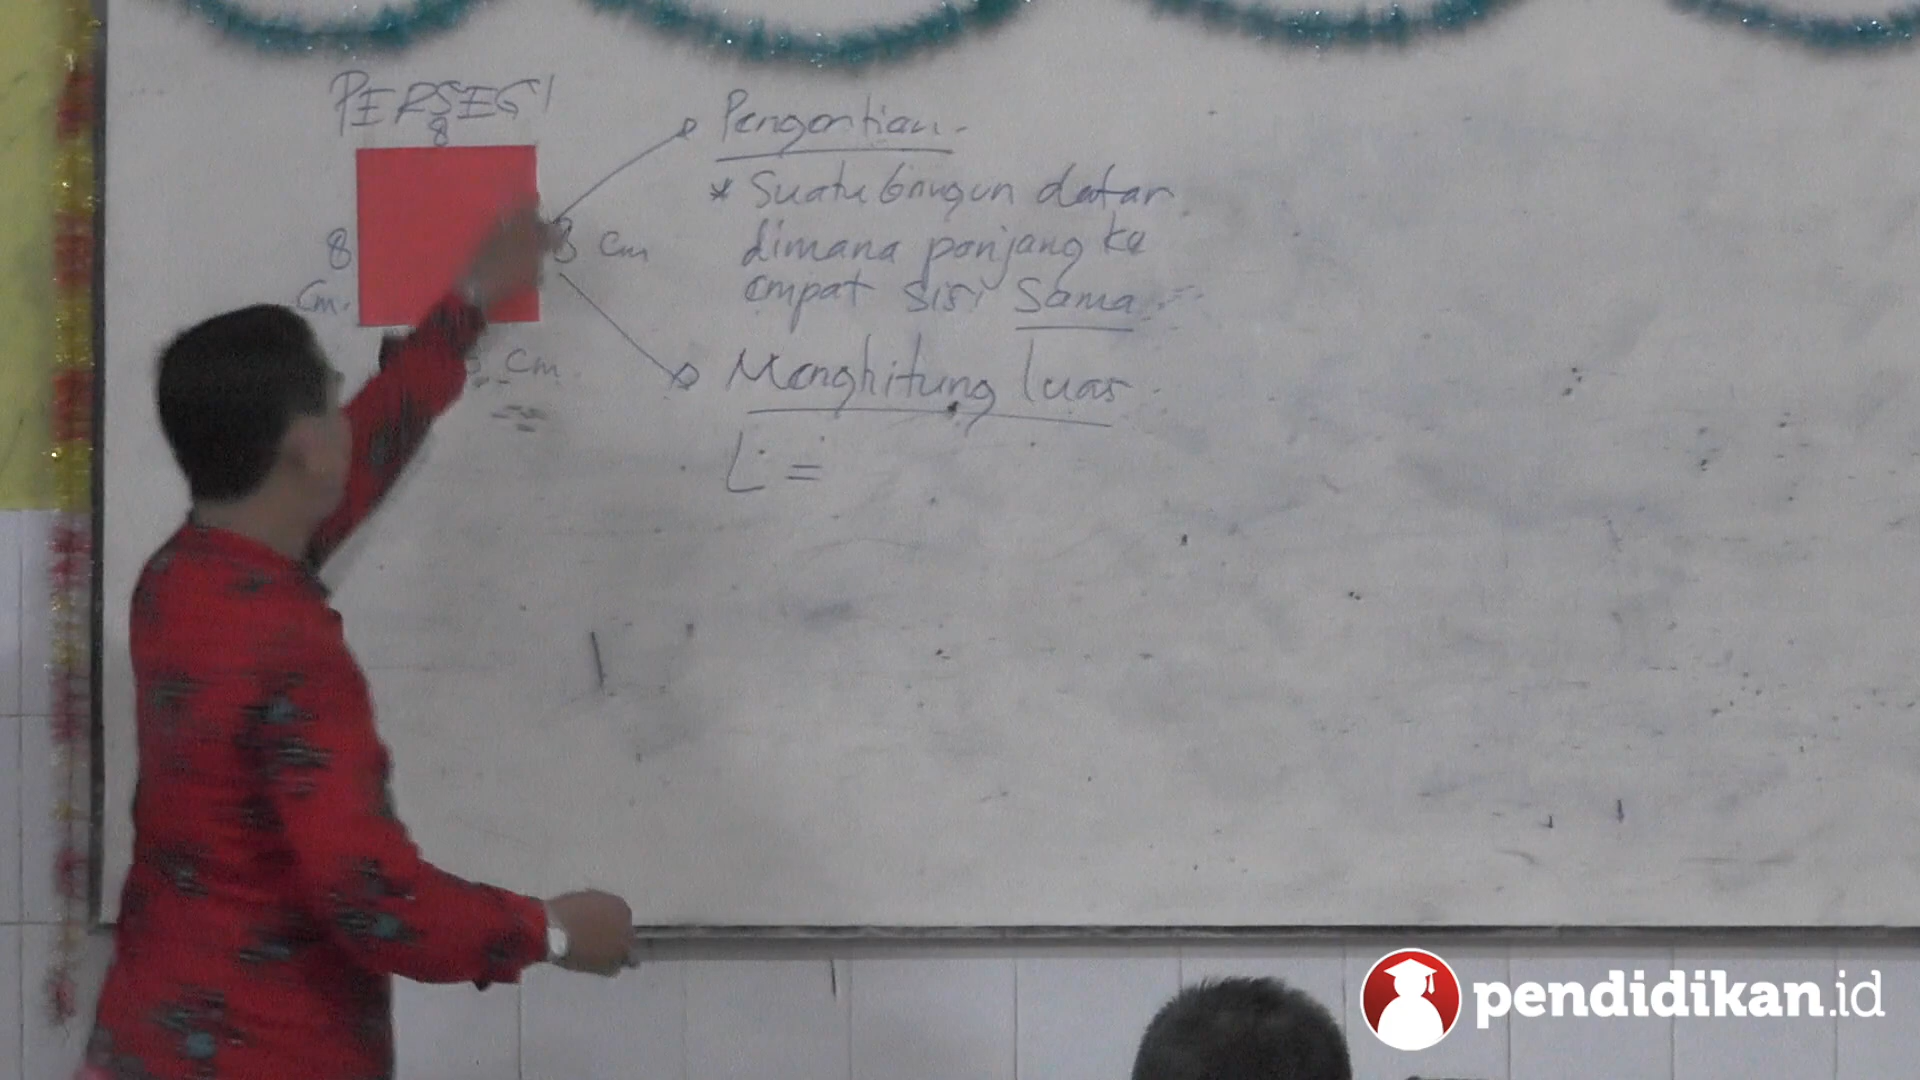 PERSEGI
8
8
cm.
8 cm
cm
Pengertian.
* Suatu bangun datar
dimana panjang ke
empat sisi sama.
Menghitung luas
L =
pendidikan.id